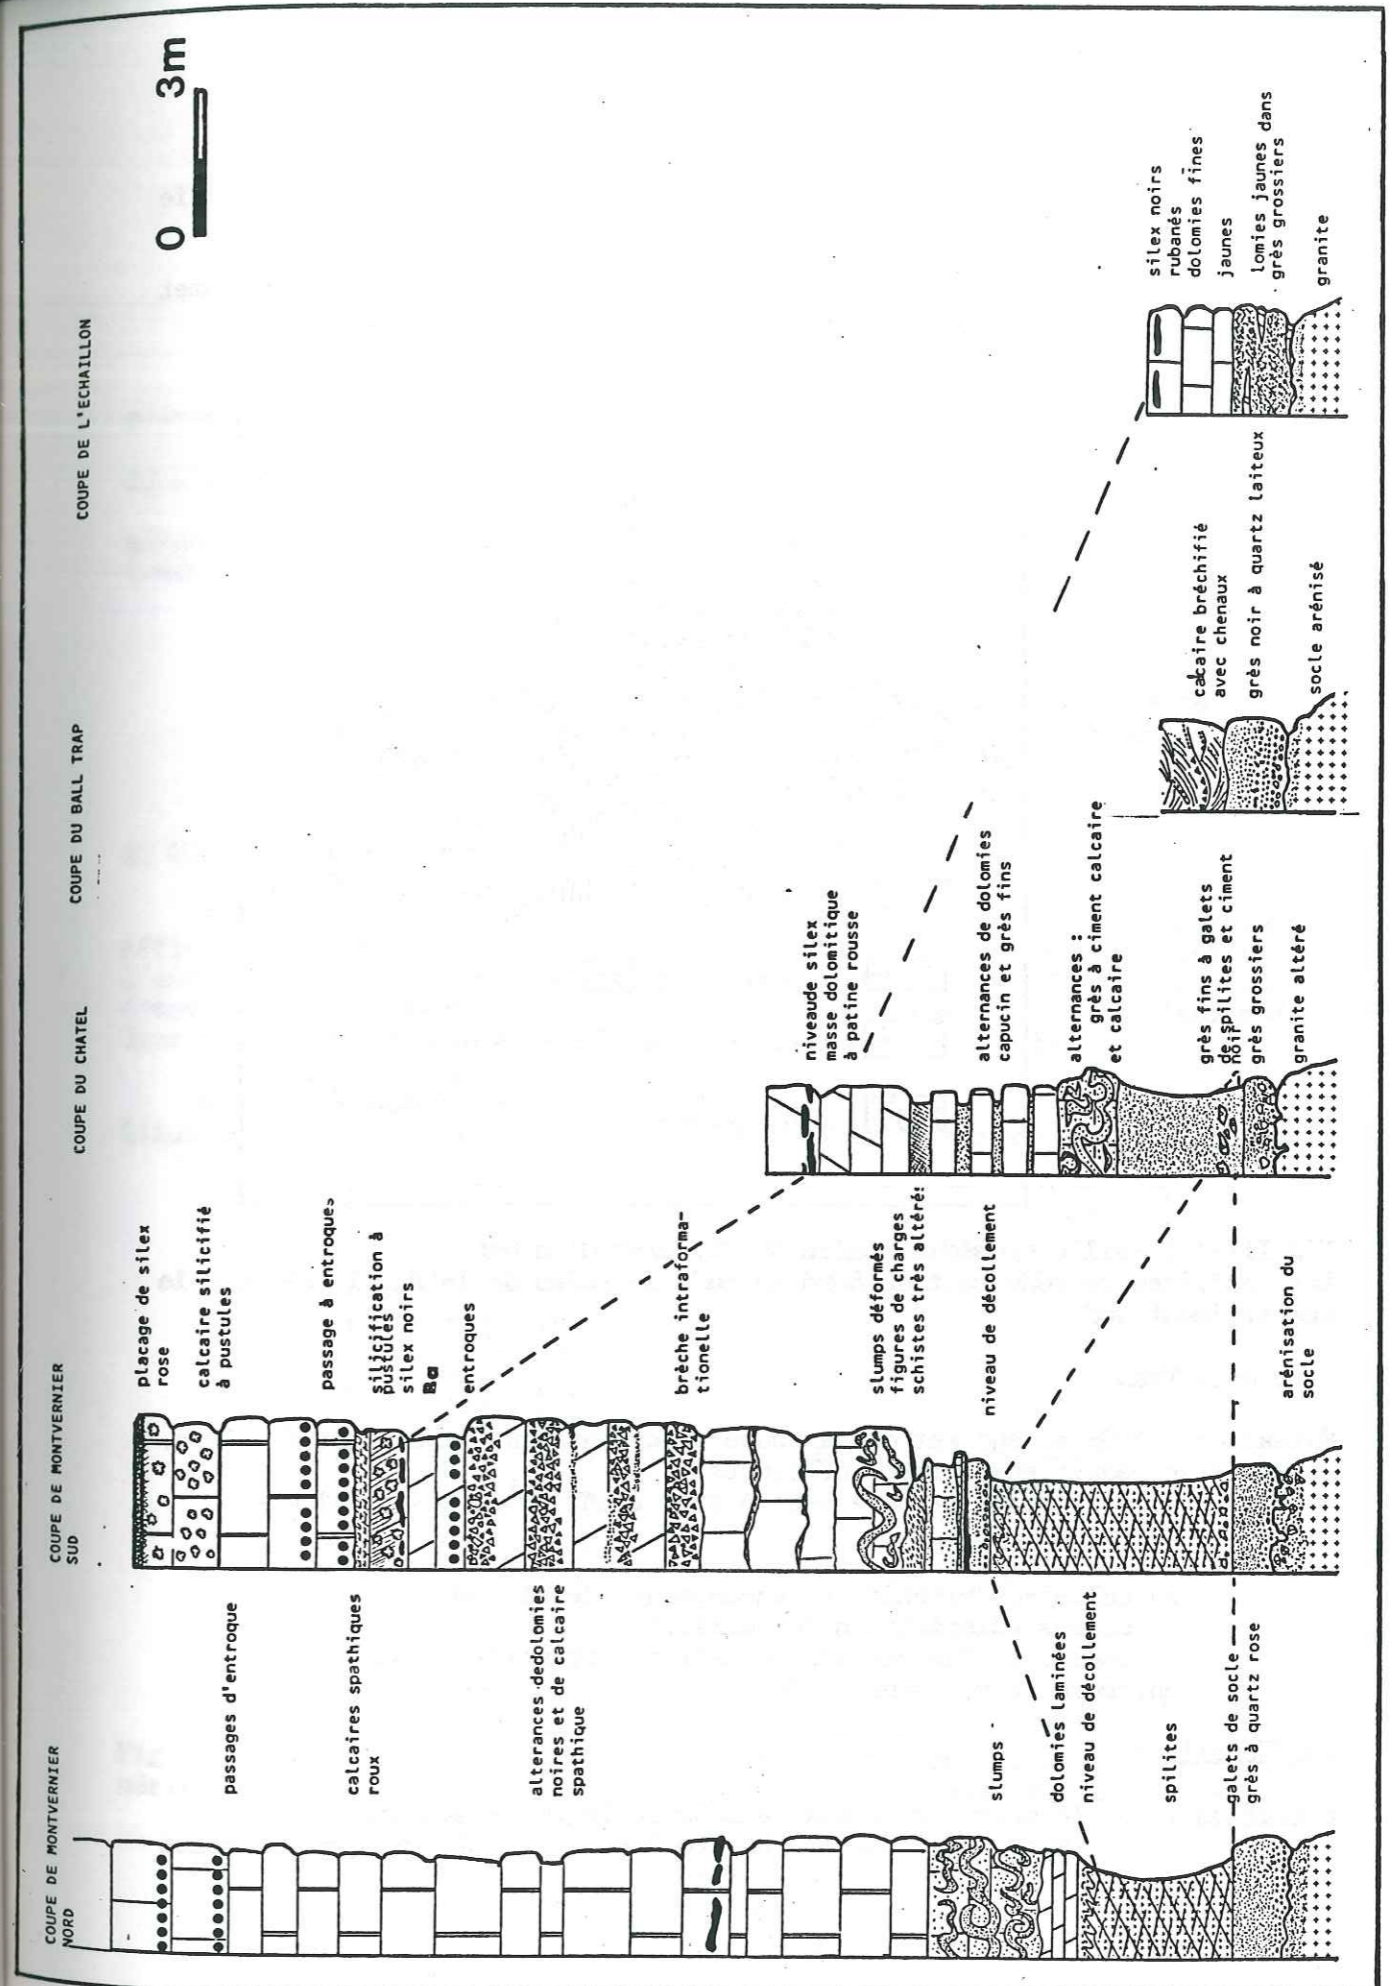 COUPE DE MONTVERNIER
NORD
passages d'entroque
calcaires spathiques
roux
alterances dedolomies
noires et de calcaire
spathique
slumps
dolomies laminées
niveau de décollement
spilites
galets de socle
grès à quartz rose
COUPE DE MONTVERNIER
SUD
placage de silex
rose
calcaire silicifié
à pustules
passage à entroques
silicification à
pustules
silex noirs
Ba
entroques
brèche intraforma-
tionelle
slumps déformés
figures de charges
schistes très altérés
niveau de décollement
arénisation du
socle
COUPE DU CHATEL
niveaude silex
masse dolomitique
à patine rousse
alternances de dolomies
capucin et grès fins
alternances :
grès à ciment calcaire
et calcaire
grès fins à galets
de spilites et ciment
noir
grès grossiers
granite altéré
COUPE DU BALL TRAP
calcaire bréchifié
avec chenaux
grès noir à quartz laiteux
socle arénisé
COUPE DE L'ECHAILLON
silex noirs
rubanés
dolomies fines
jaunes
lomies jaunes dans
grès grossiers
granite
0 3m